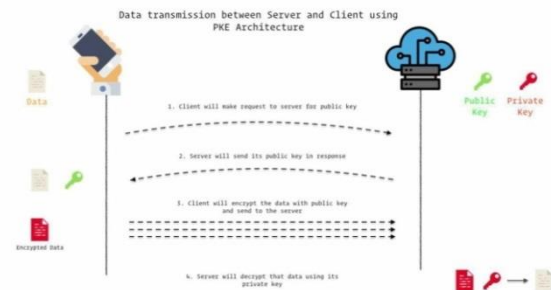 Data transmission between Server and Client using
PKE Architecture
Data
Public
Key
Private
Key
1. Client will make request to server for public key
2. Server will send its public key in response
3. Client will encrypt the data with public key
and send to the server
Encrypted Data
4. Server will decrypt that data using its
private key